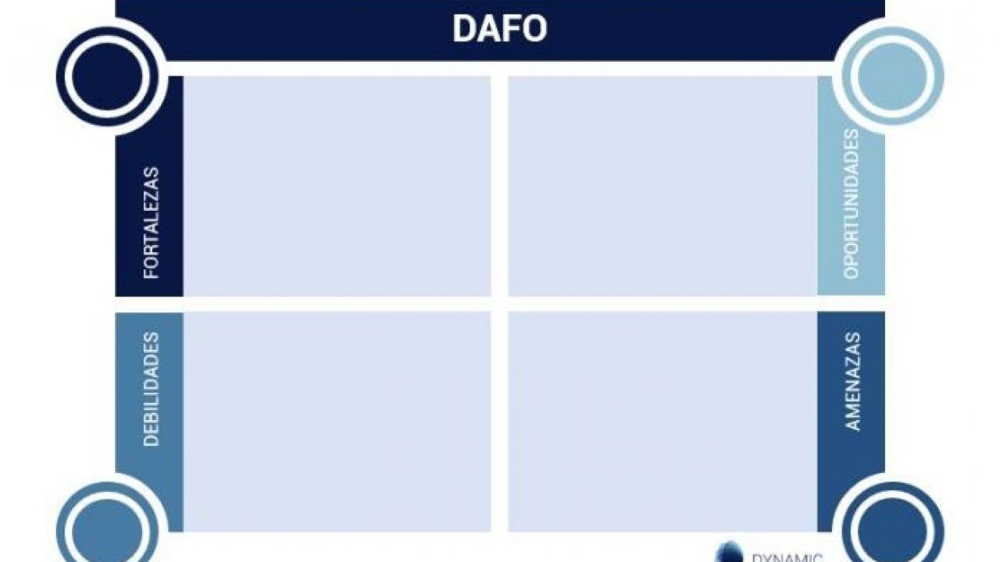 DAFO
FORTALEZAS
OPORTUNIDADES
DEBILIDADES
AMENAZAS
DYNAMIC